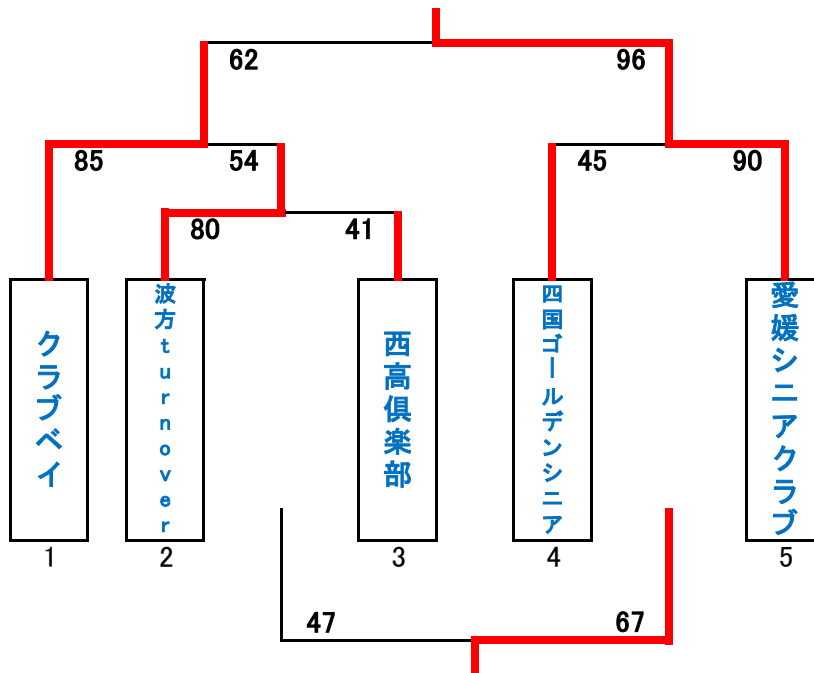 62 96
85 54 45 90
80 41
クラブベイ
波方turnover
西高倶楽部
四国ゴールデンシニア
愛媛シニアクラブ
1 2 3 4 5
47 67